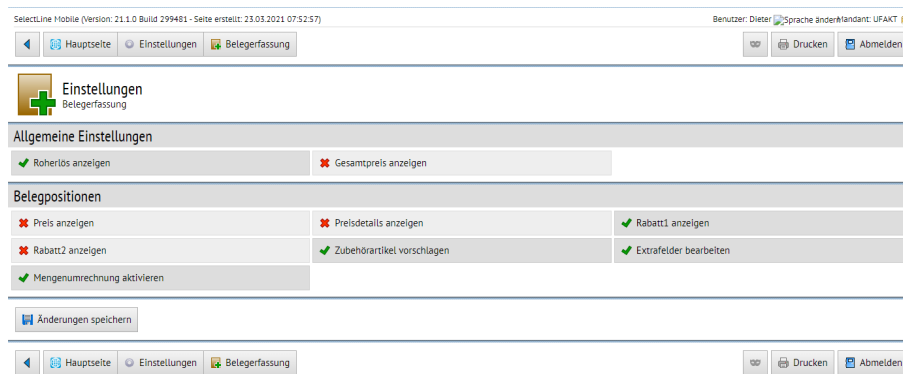 SelectLine Mobile (Version: 21.1.0 Build 299481 - Seite erstellt: 23.03.2021 07:52:57) Benutzer: Dieter Sprache ändern Mandant: UFAKT
Hauptseite Einstellungen Belegerfassung Drucken Abmelden
Einstellungen
Belegerfassung
Allgemeine Einstellungen
Roherlös anzeigen Gesamtpreis anzeigen
Belegpositionen
Preis anzeigen Preisdetails anzeigen Rabatt1 anzeigen
Rabatt2 anzeigen Zubehörartikel vorschlagen Extrafelder bearbeiten
Mengenumrechnung aktivieren
Änderungen speichern
Hauptseite Einstellungen Belegerfassung Drucken Abmelden